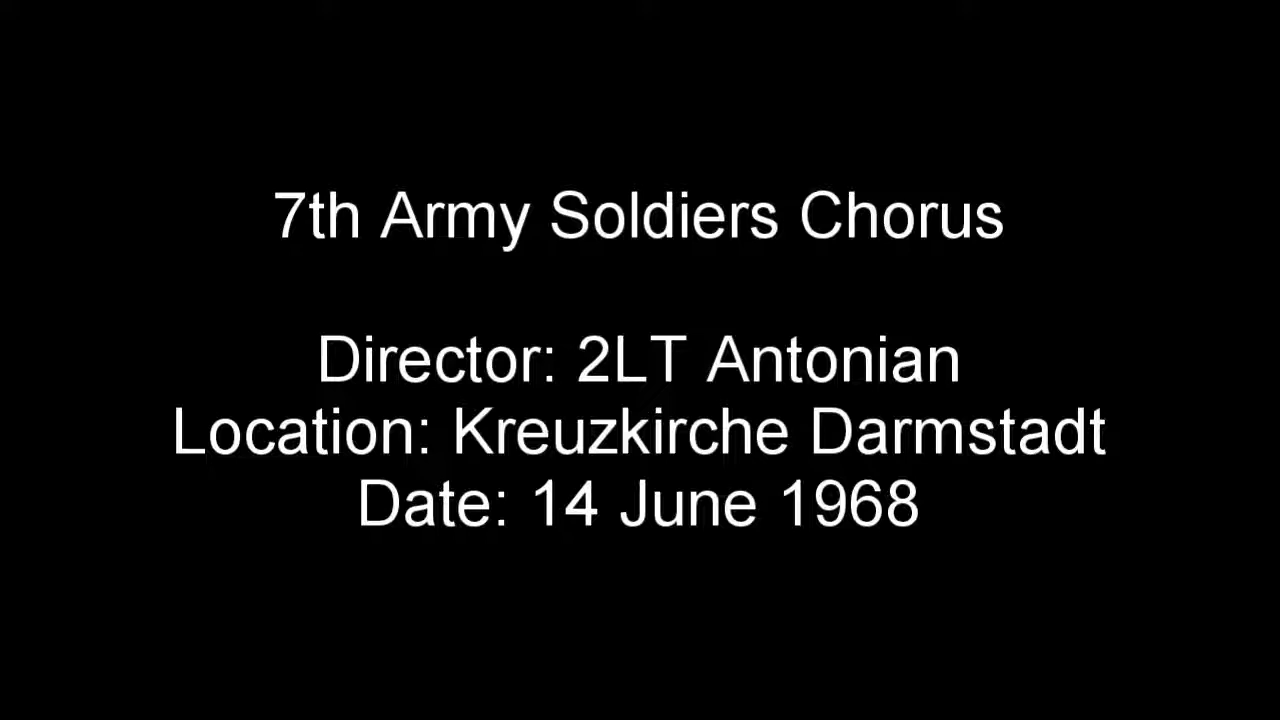 7th Army Soldiers Chorus
Director: 2LT Antonian
Location: Kreuzkirche Darmstadt
Date: 14 June 1968